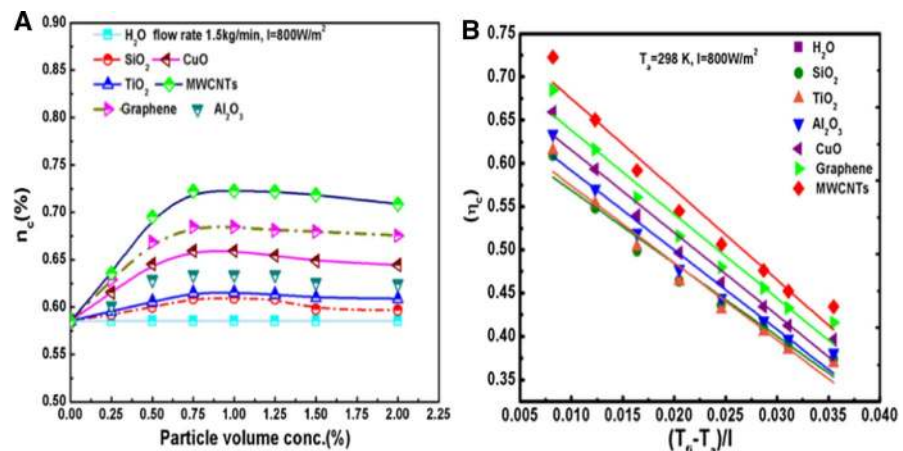 A
0.90
0.85
0.80
0.75
0.70
0.65
0.60
0.55
0.50
n_c(%)
H₂O flow rate 1.5kg/min, I=800W/m²
SiO₂ CuO
TiO₂ MWCNTs
Graphene Al₂O₃
0.00 0.25 0.50 0.75 1.00 1.25 1.50 1.75 2.00 2.25
Particle volume conc.(%)
B
0.75
0.70
0.65
0.60
0.55
0.50
0.45
0.40
0.35
(η_c)
T_a=298 K, I=800W/m²
H₂O
SiO₂
TiO₂
Al₂O₃
CuO
Graphene
MWCNTs
0.005 0.010 0.015 0.020 0.025 0.030 0.035 0.040
(T_fi-T_a)/I